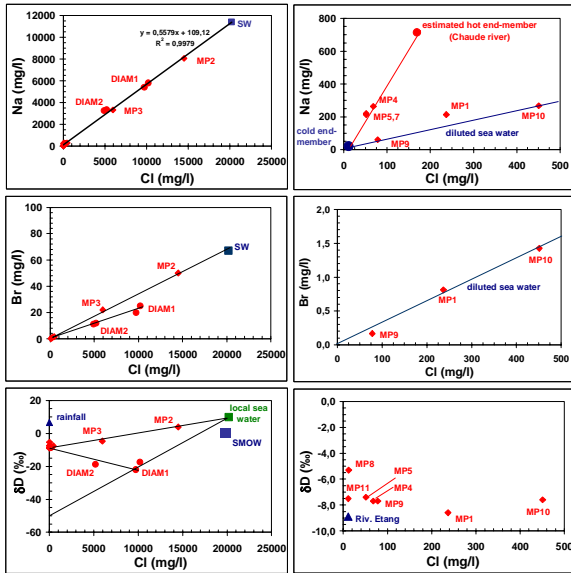 14000
12000
10000
8000
6000
4000
2000
0
Na (mg/l)
y = 0,5579x + 109,12
R² = 0,9979
SW
MP2
DIAM1
DIAM2
MP3
0 5000 10000 15000 20000 25000
Cl (mg/l)
800
600
400
200
0
Na (mg/l)
estimated hot end-member
(Chaude river)
MP4
MP5,7
MP1
MP10
cold end-
member
MP9
diluted sea water
0 100 200 300 400 500
Cl (mg/l)
100
80
60
40
20
0
Br (mg/l)
SW
MP2
MP3
DIAM1
DIAM2
0 5000 10000 15000 20000 25000
Cl (mg/l)
2,0
1,5
1,0
0,5
0,0
Br (mg/l)
MP10
diluted sea water
MP1
MP9
0 100 200 300 400 500
Cl (mg/l)
20
0
-20
-40
-60
δD (‰)
rainfall
MP2
local sea
water
MP3
SMOW
DIAM2
DIAM1
0 5000 10000 15000 20000 25000
Cl (mg/l)
0,0
-2,0
-4,0
-6,0
-8,0
-10,0
δD (‰)
MP8
MP5
MP11
MP4
MP9
MP10
Riv. Etang
MP1
0 100 200 300 400 500
Cl (mg/l)